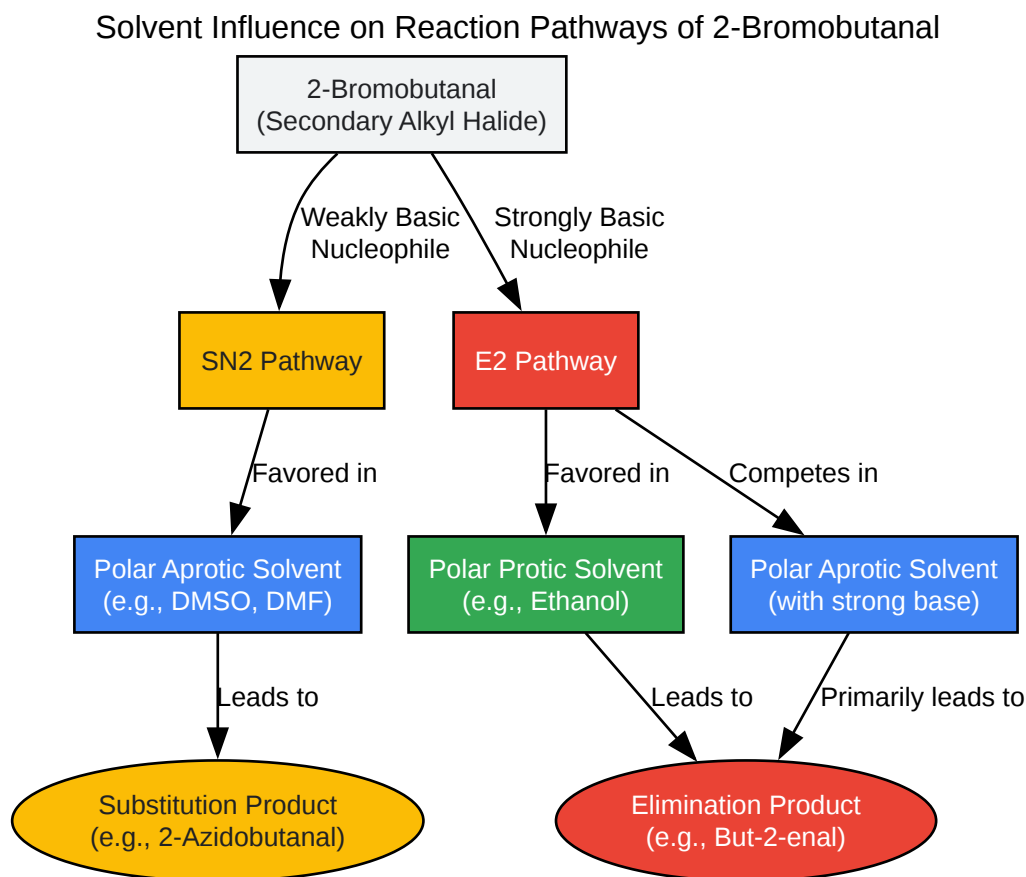 Solvent Influence on Reaction Pathways of 2-Bromobutanal
2-Bromobutanal
(Secondary Alkyl Halide)
Weakly Basic
Nucleophile
Strongly Basic
Nucleophile
SN2 Pathway
E2 Pathway
Favored in
Favored in
Competes in
Polar Aprotic Solvent
(e.g., DMSO, DMF)
Polar Protic Solvent
(e.g., Ethanol)
Polar Aprotic Solvent
(with strong base)
Leads to
Leads to
Primarily leads to
Substitution Product
(e.g., 2-Azidobutanal)
Elimination Product
(e.g., But-2-enal)